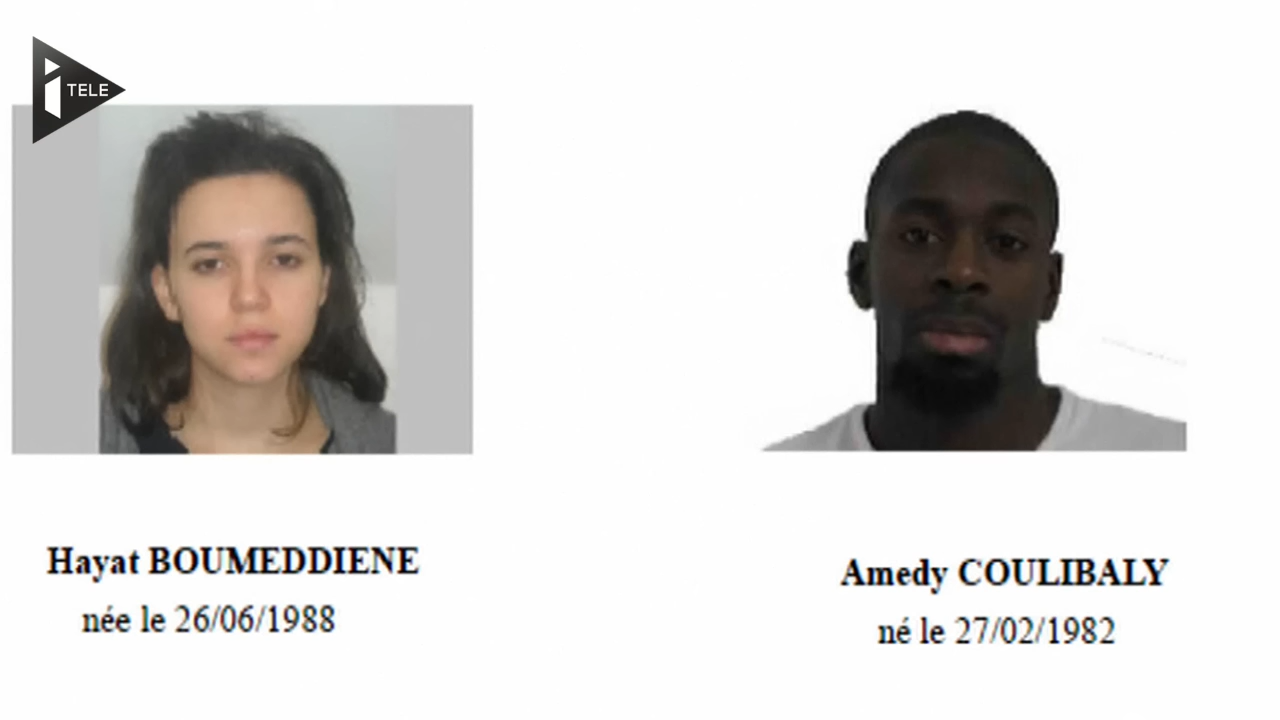 i TELE
Hayat BOUMEDDIENE
née le 26/06/1988
Amedy COULIBALY
né le 27/02/1982